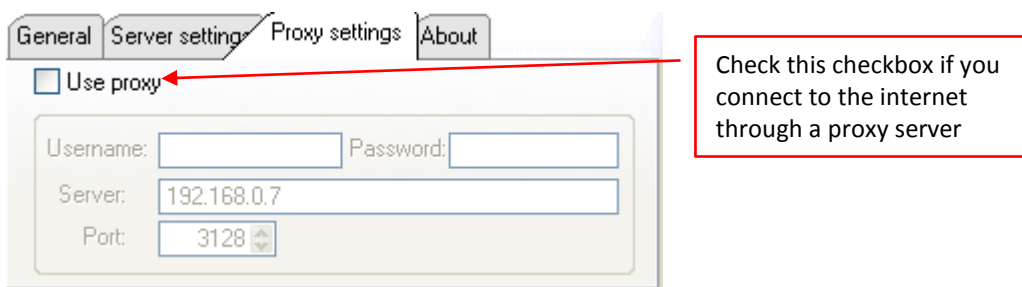 General Server settings Proxy settings About
Use proxy
Check this checkbox if you
connect to the internet
through a proxy server
Username: Password:
Server: 192.168.0.7
Port: 3128